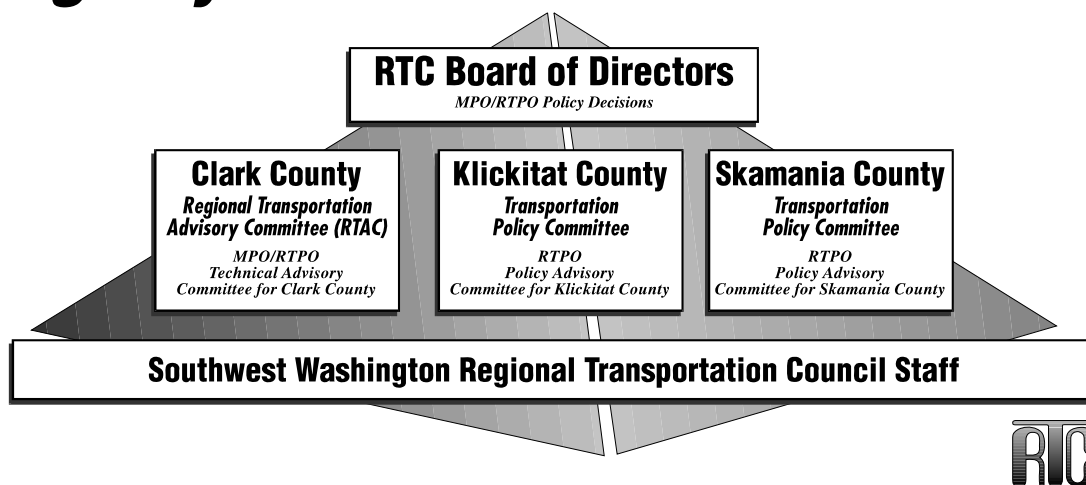 RTC Board of Directors
MPO/RTPO Policy Decisions
Clark County
Regional Transportation
Advisory Committee (RTAC)
MPO/RTPO
Technical Advisory
Committee for Clark County
Klickitat County
Transportation
Policy Committee
RTPO
Policy Advisory
Committee for Klickitat County
Skamania County
Transportation
Policy Committee
RTPO
Policy Advisory
Committee for Skamania County
Southwest Washington Regional Transportation Council Staff
RTC